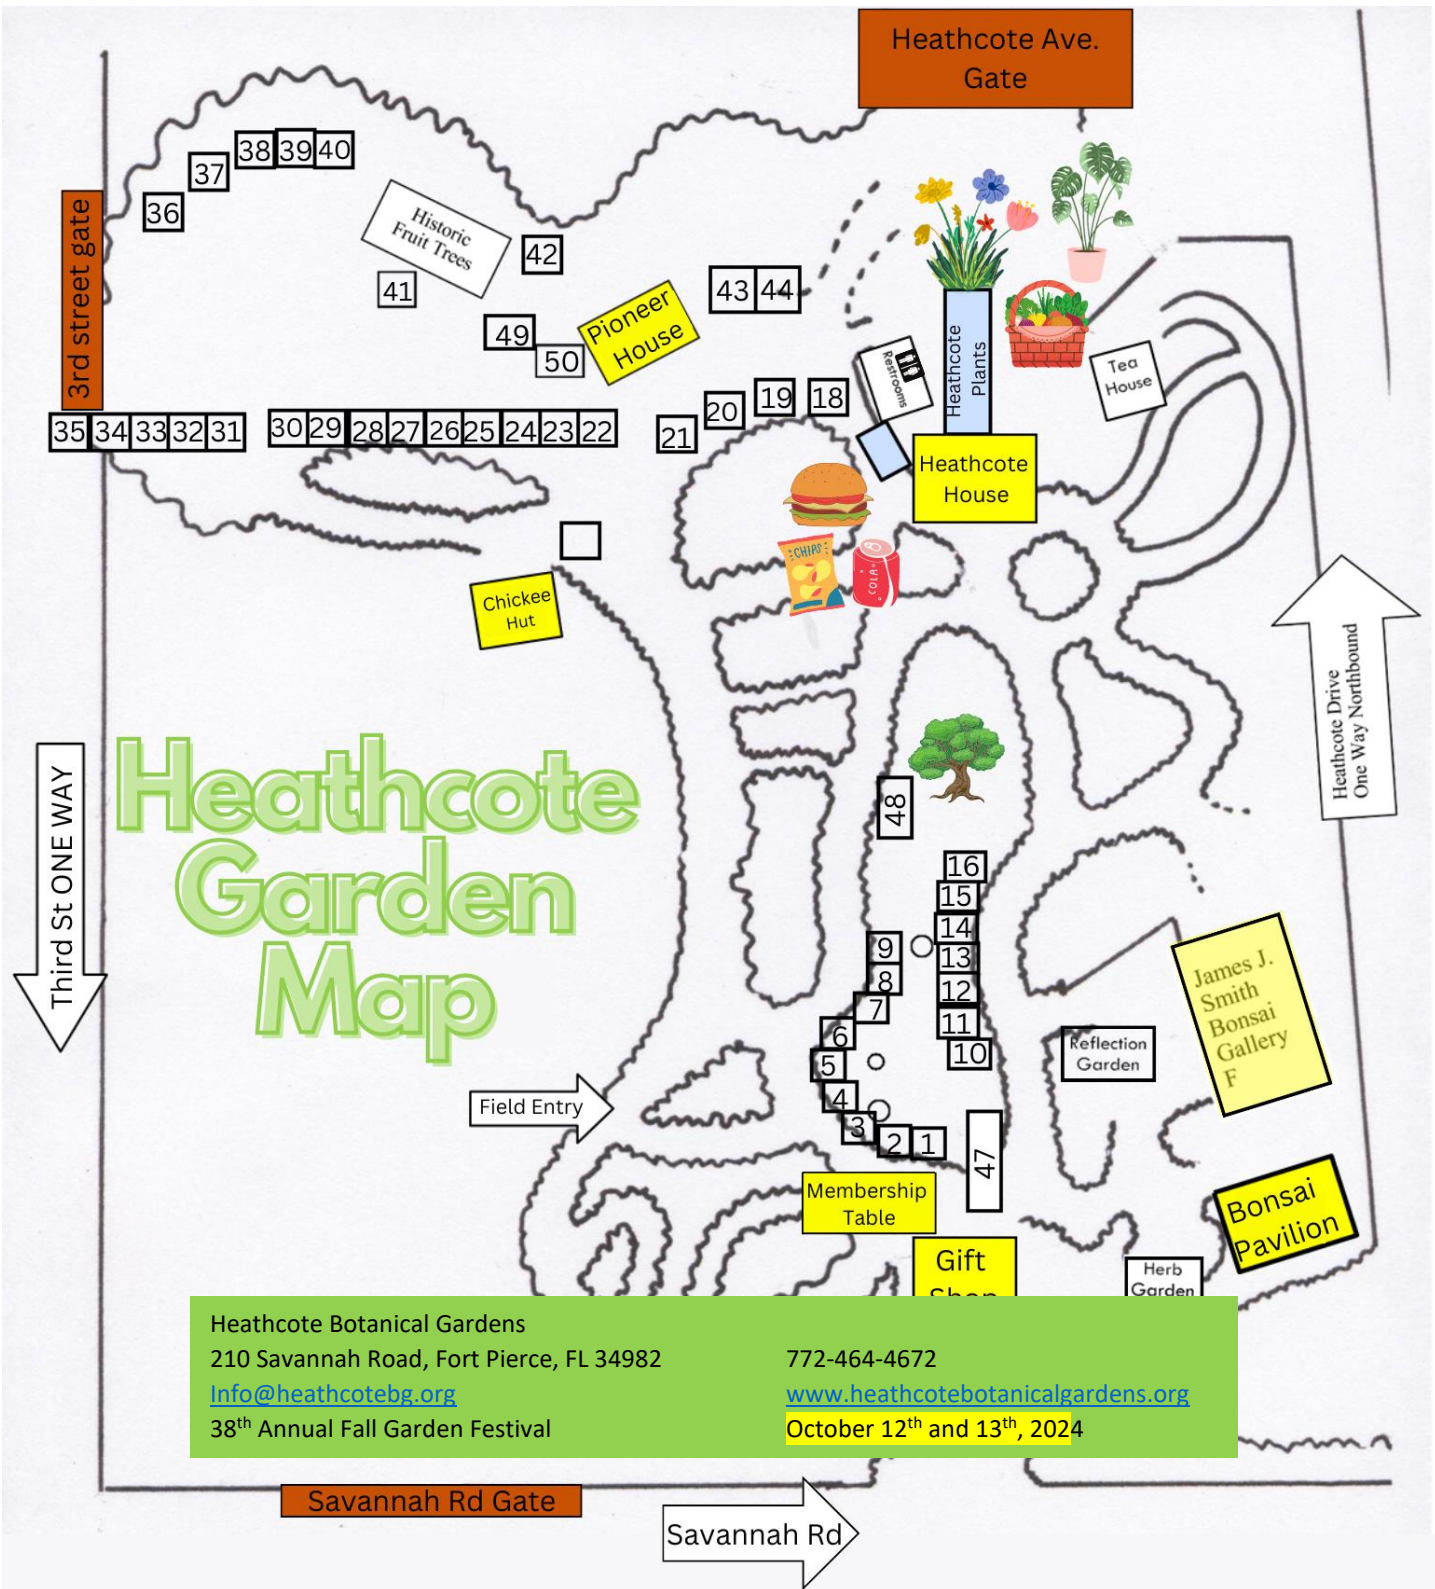 Heathcote Ave.
Gate
38 39 40
37
36
3rd street gate
Historic
Fruit Trees
42
41
43 44
49
50
Pioneer
House
Restrooms
Heathcote
Plants
Tea
House
20 19 18
21
35 34 33 32 31
30 29 28 27 26 25 24 23 22
Heathcote
House
CHIPS
COLA
Chickee
Hut
Heathcote Drive
One Way Northbound
Third St ONE WAY
Heathcote
Garden
Map
48
16
15
14
13
12
11
10
9
8
7
6
5
4
3
2 1
47
James J.
Smith
Bonsai
Gallery
F
Reflection
Garden
Field Entry
Membership
Table
Bonsai
Pavilion
Gift
Shop
Herb
Garden
Heathcote Botanical Gardens
210 Savannah Road, Fort Pierce, FL 34982 772-464-4672
Info@heathcotebg.org www.heathcotebotanicalgardens.org
38th Annual Fall Garden Festival October 12th and 13th, 2024
Savannah Rd Gate
Savannah Rd